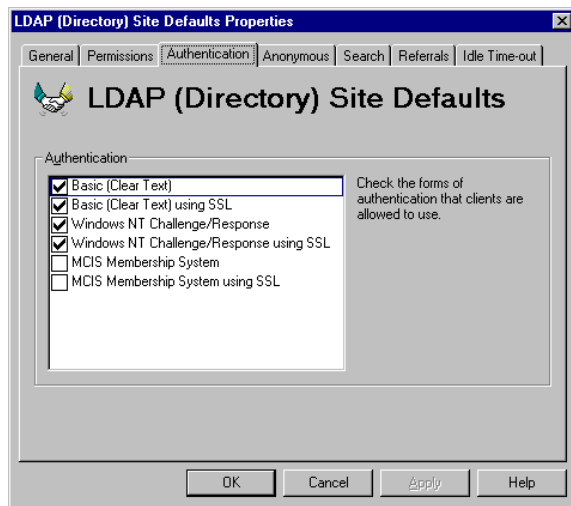 LDAP (Directory) Site Defaults Properties
General Permissions Authentication Anonymous Search Referrals Idle Time-out
LDAP (Directory) Site Defaults
Authentication
Basic (Clear Text)
Basic (Clear Text) using SSL
Windows NT Challenge/Response
Windows NT Challenge/Response using SSL
MCIS Membership System
MCIS Membership System using SSL
Check the forms of
authentication that clients are
allowed to use.
OK Cancel Apply Help